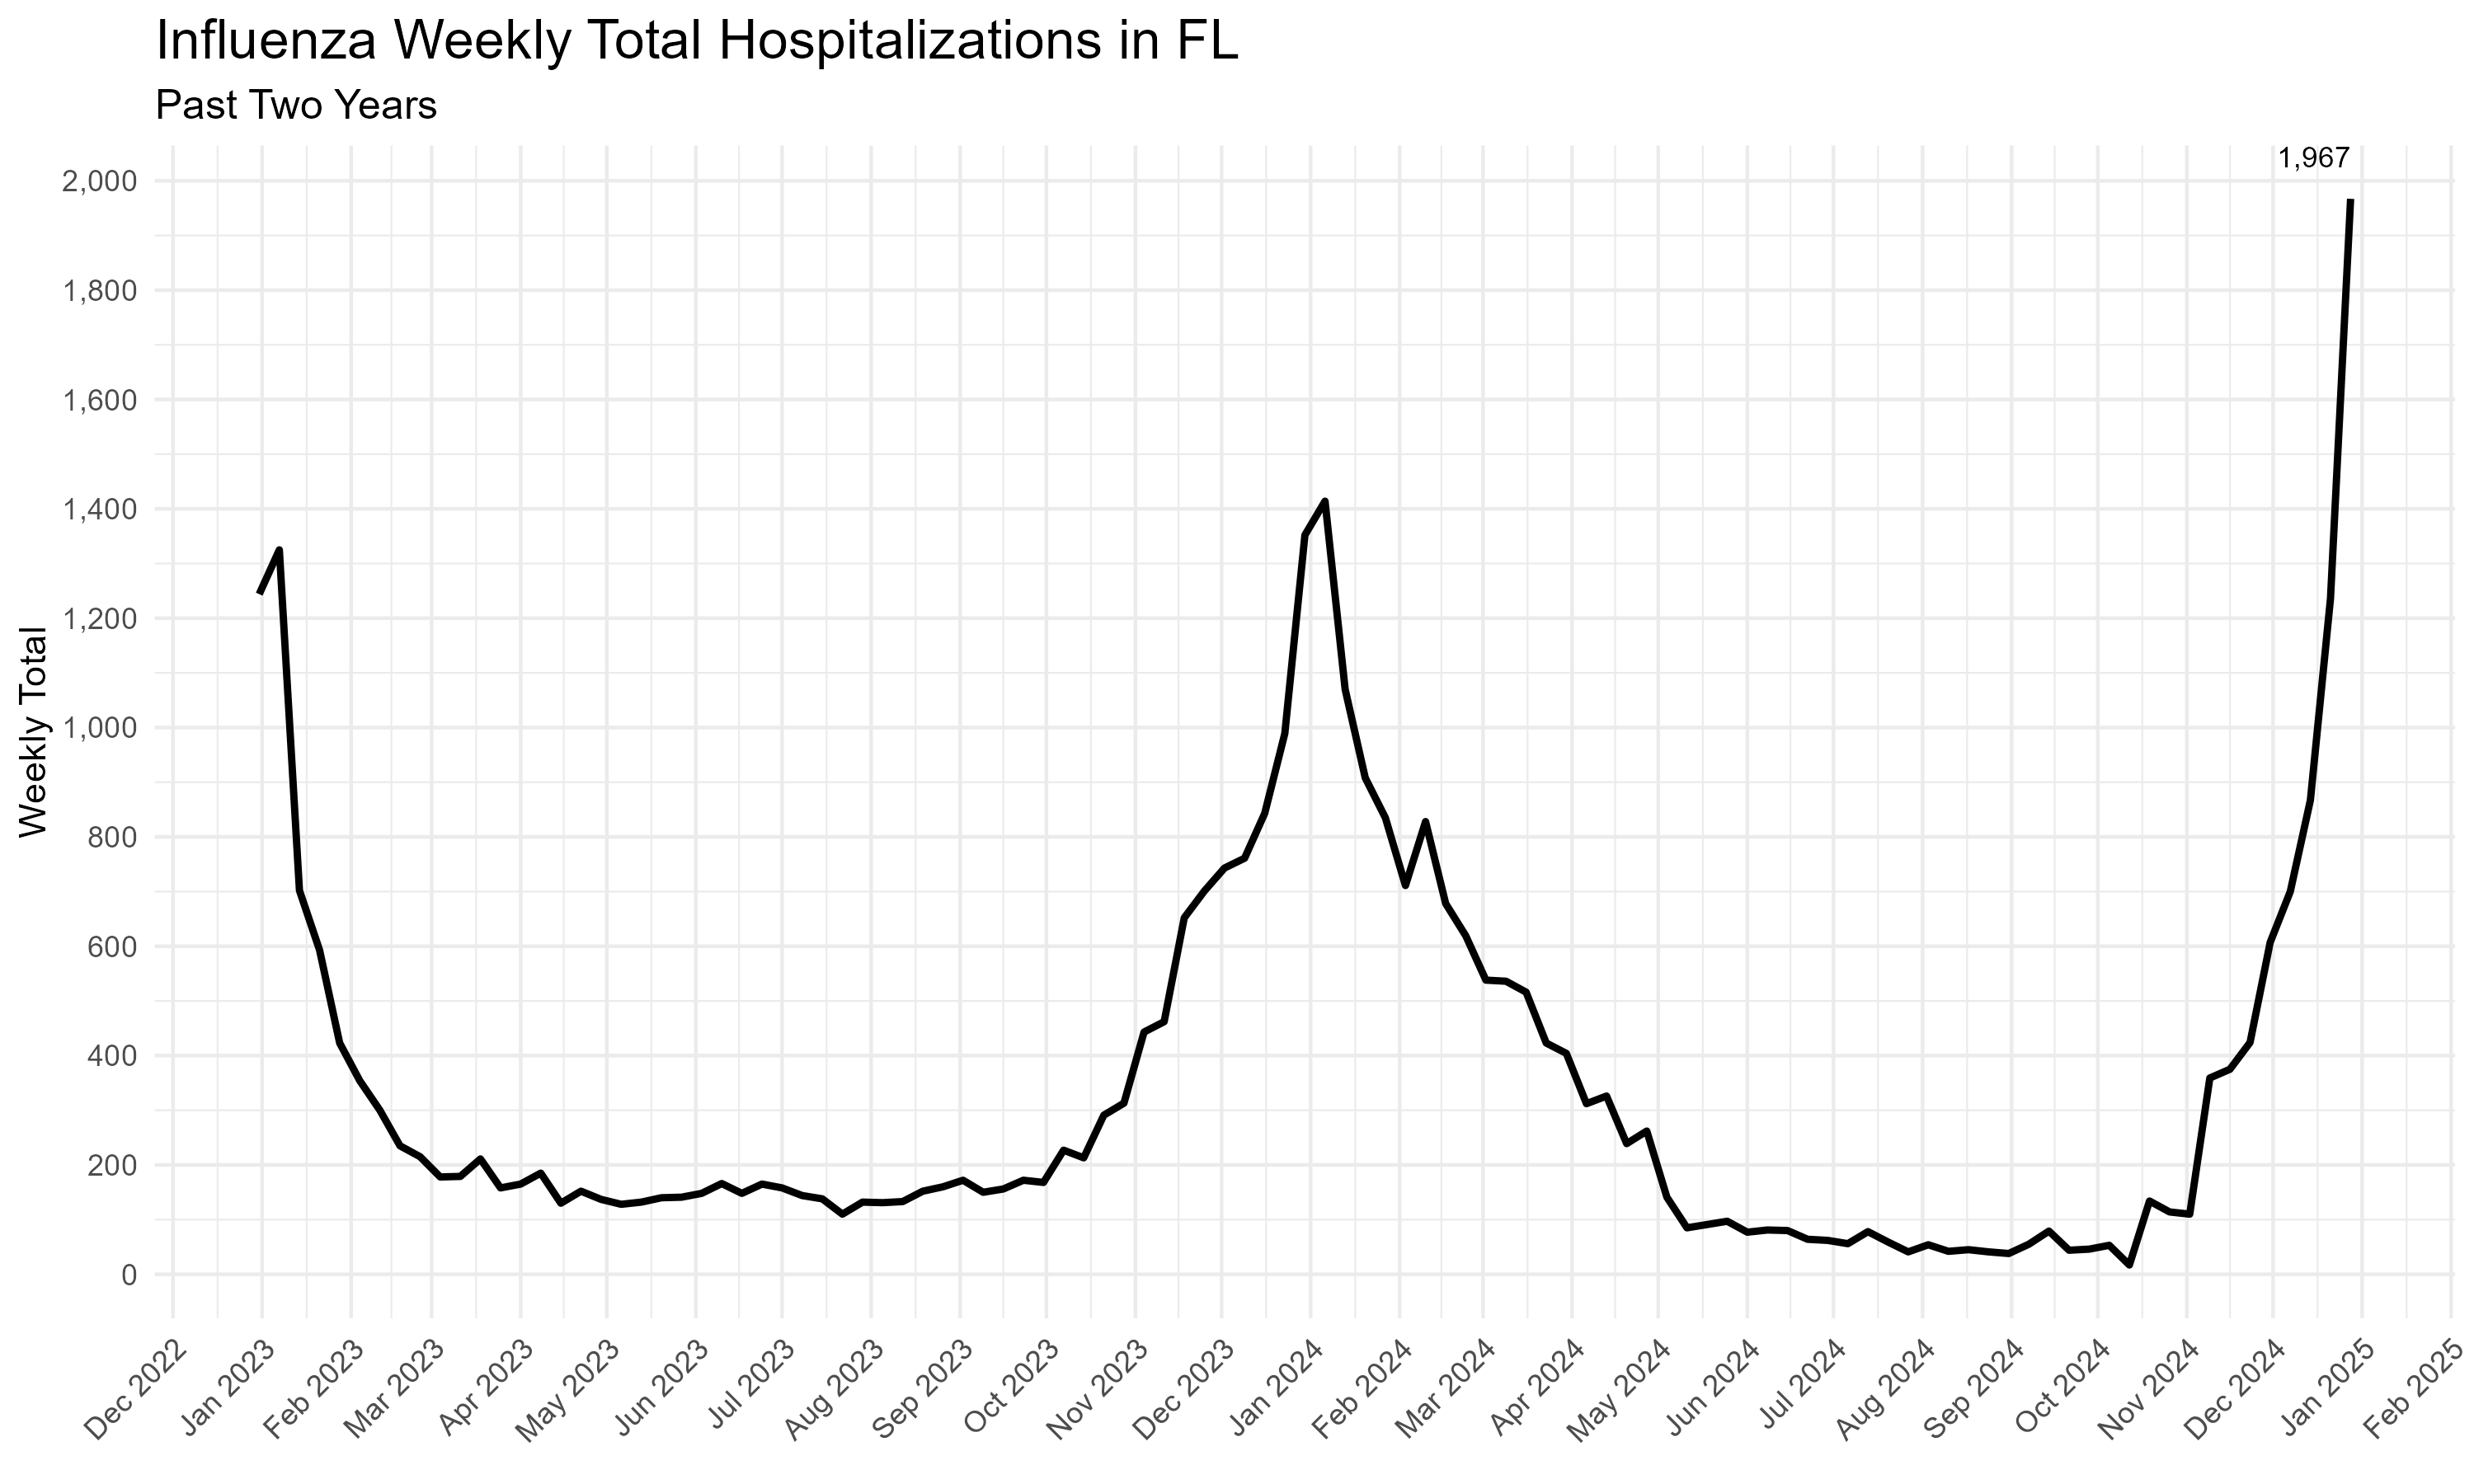 Influenza Weekly Total Hospitalizations in FL
Past Two Years
1,967
Weekly Total
2,000
1,800
1,600
1,400
1,200
1,000
800
600
400
200
0
Dec 2022
Jan 2023
Feb 2023
Mar 2023
Apr 2023
May 2023
Jun 2023
Jul 2023
Aug 2023
Sep 2023
Oct 2023
Nov 2023
Dec 2023
Jan 2024
Feb 2024
Mar 2024
Apr 2024
May 2024
Jun 2024
Jul 2024
Aug 2024
Sep 2024
Oct 2024
Nov 2024
Dec 2024
Jan 2025
Feb 2025